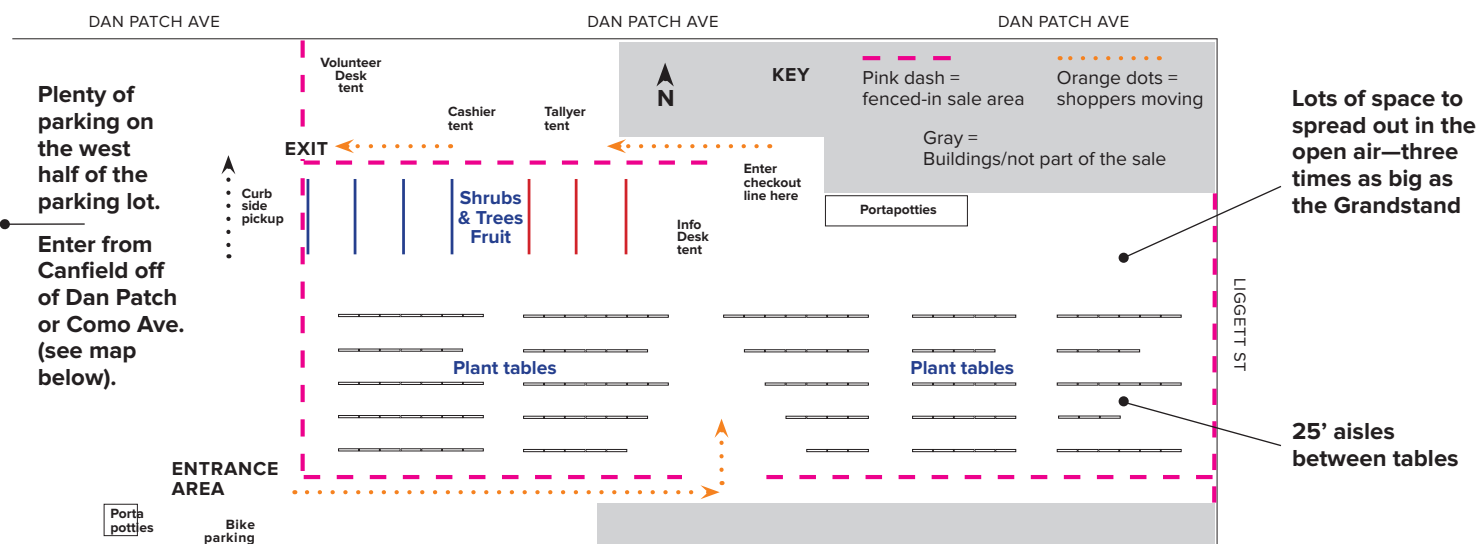 DAN PATCH AVE
DAN PATCH AVE
DAN PATCH AVE
Plenty of
parking on
the west
half of the
parking lot.
Enter from
Canfield off
of Dan Patch
or Como Ave.
(see map
below).
Volunteer
Desk
tent
Cashier
tent
Tallyer
tent
EXIT
Curb
side
pickup
Shrubs
& Trees
Fruit
Info
Desk
tent
Enter
checkout
line here
N
KEY
Pink dash =
fenced-in sale area
Orange dots =
shoppers moving
Gray =
Buildings/not part of the sale
Portapotties
Lots of space to
spread out in the
open air—three
times as big as
the Grandstand
LIGGETT ST
Plant tables
Plant tables
25’ aisles
between tables
ENTRANCE
AREA
Porta
potties
Bike
parking